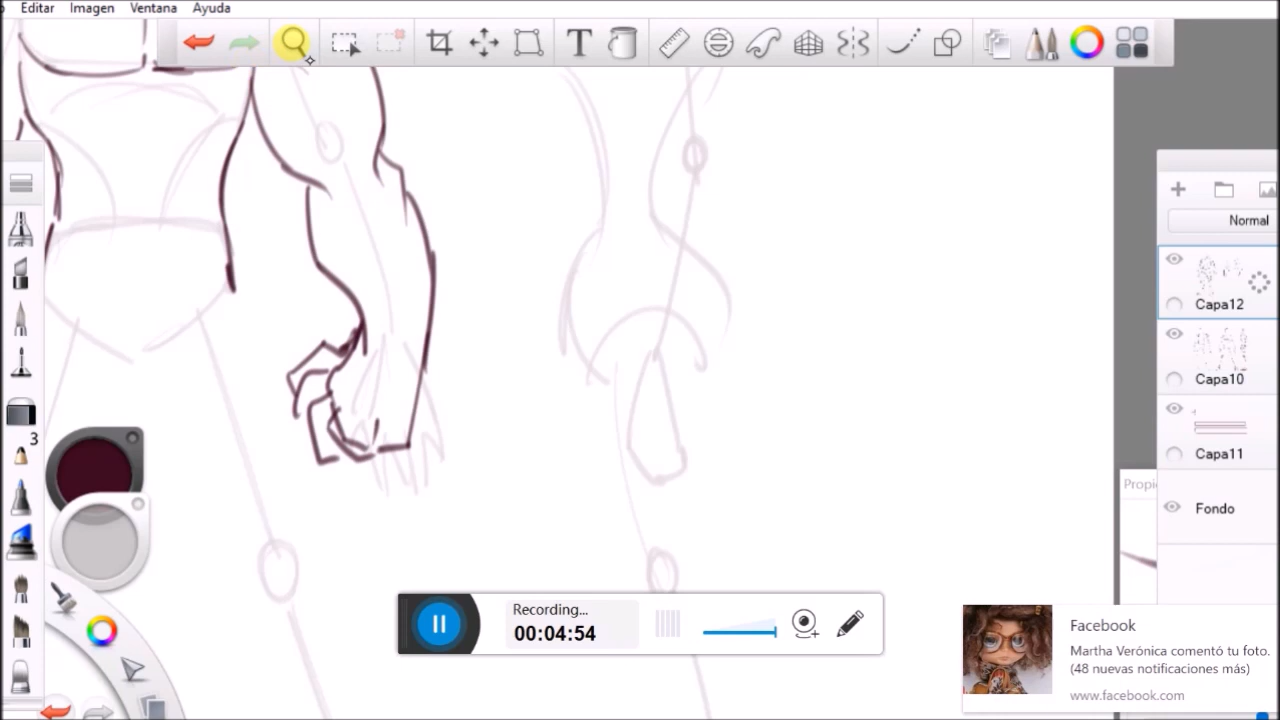 Editar Imagen Ventana Ayuda
T
Normal
Capa12
Capa10
3
Capa11
Propi
Fondo
Recording...
00:04:54
Facebook
Martha Verónica comentó tu foto.
(48 nuevas notificaciones más)
www.facebook.com